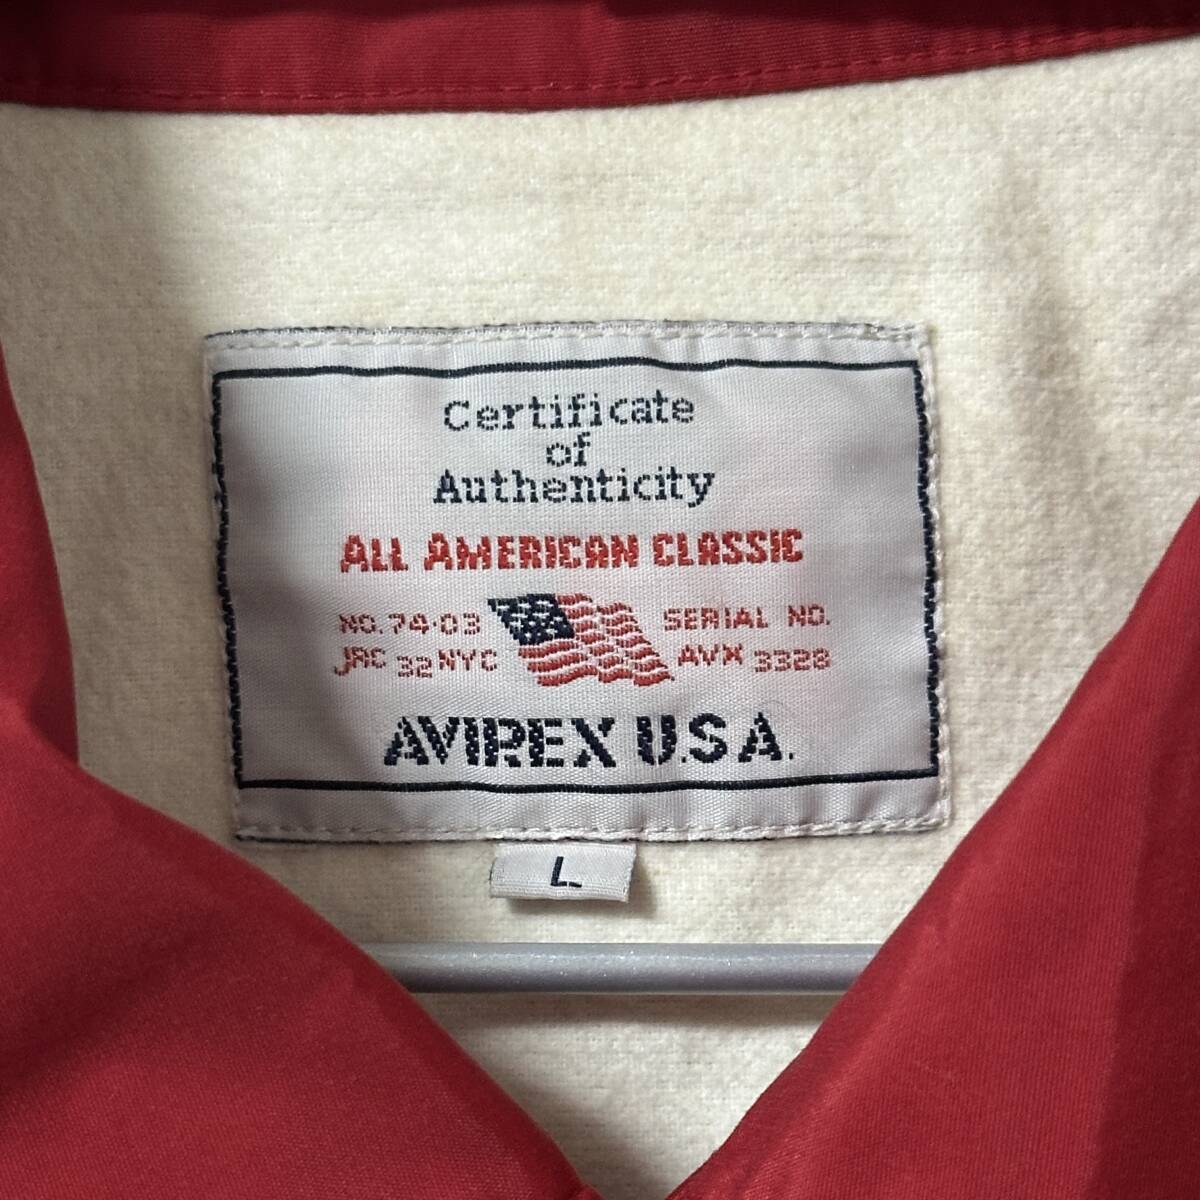 Certificate
of
Authenticity
ALL AMERICAN CLASSIC
NO.74-03 SERIAL NO.
JRC 32 NYC AVX 3328
AVIREX U.S.A.
L